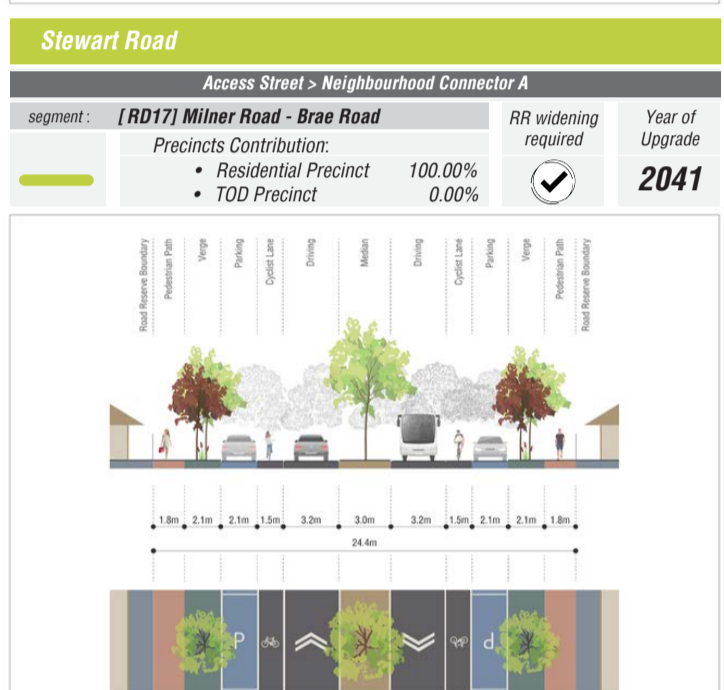 Stewart Road
Access Street > Neighbourhood Connector A
segment : [RD17] Milner Road - Brae Road
Precincts Contribution:
• Residential Precinct 100.00%
• TOD Precinct 0.00%
RR widening
required
Year of
Upgrade
2041
Road Reserve Boundary
Pedestrian Path
Verge
Parking
Cyclist Lane
Driving
Median
Driving
Cyclist Lane
Parking
Verge
Pedestrian Path
Road Reserve Boundary
1.8m 2.1m 2.1m 1.5m 3.2m 3.0m 3.2m 1.5m 2.1m 2.1m 1.8m
24.4m
P
P